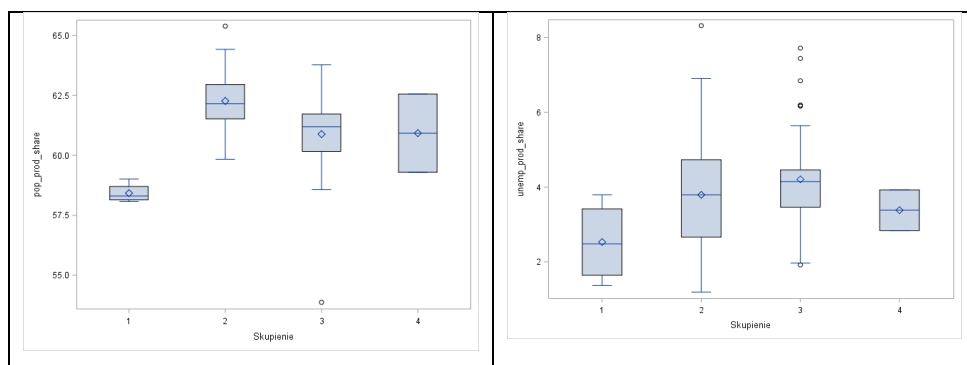 65.0
62.5
60.0
57.5
55.0
pop_prod_share
1 2 3 4
Skupienie
8
6
4
2
unemp_prod_share
1 2 3 4
Skupienie